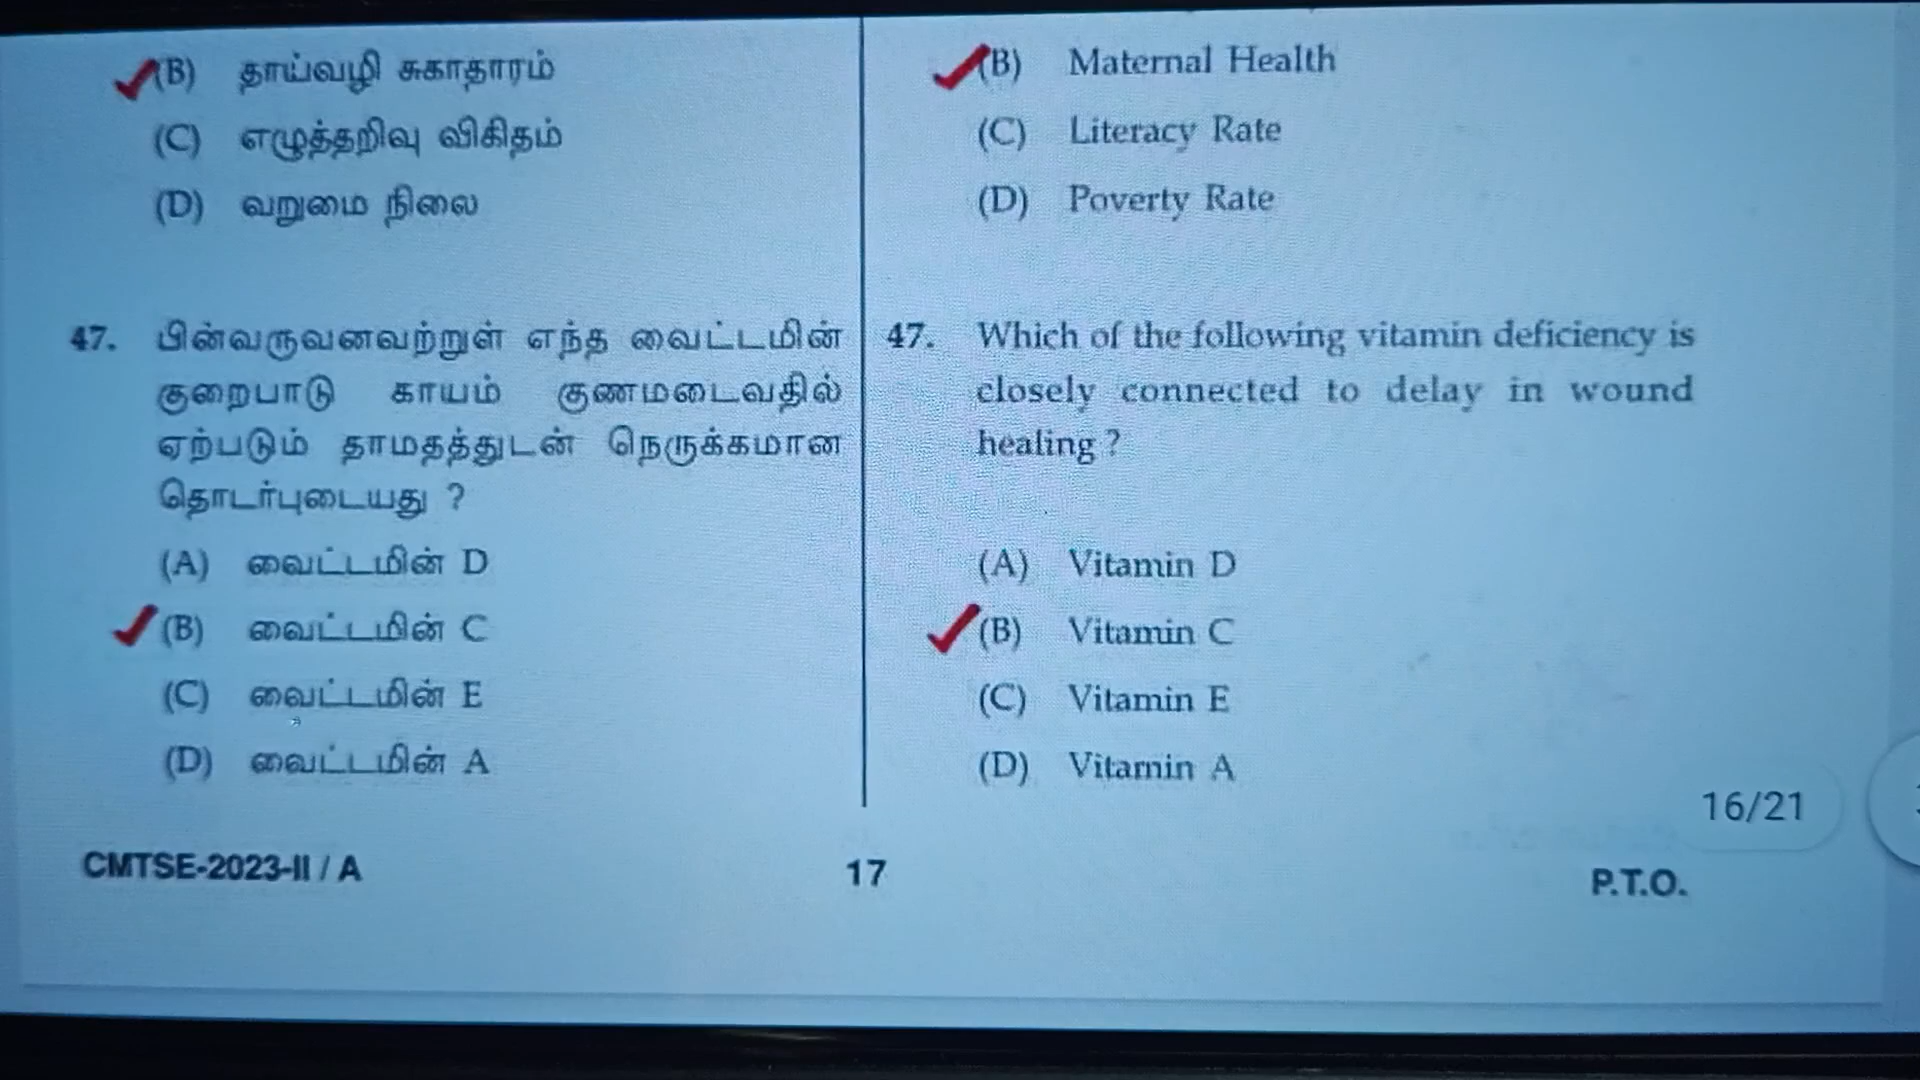 (B) தாய்வழி சுகாதாரம்
(C) எழுத்தறிவு விகிதம்
(D) வறுமை நிலை
47. பின்வருவனவற்றுள் எந்த வைட்டமின்
குறைபாடு காயம் குணமடைவதில்
ஏற்படும் தாமதத்துடன் நெருக்கமான
தொடர்புடையது ?
(A) வைட்டமின் D
(B) வைட்டமின் C
(C) வைட்டமின் E
(D) வைட்டமின் A
(B) Maternal Health
(C) Literacy Rate
(D) Poverty Rate
47. Which of the following vitamin deficiency is
closely connected to delay in wound
healing ?
(A) Vitamin D
(B) Vitamin C
(C) Vitamin E
(D) Vitamin A
16/21
CMTSE-2023-II / A
17
P.T.O.